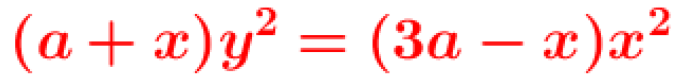 (a + x)y² = (3a − x)x²